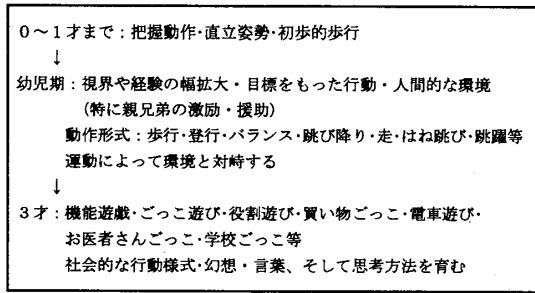 0～1才まで：把握動作・直立姿勢・初歩的歩行
↓
幼児期：視界や経験の幅拡大・目標をもった行動・人間的な環境
(特に親兄弟の激励・援助)
動作形式：歩行・登行・バランス・跳び降り・走・はね跳び・跳躍等
運動によって環境と対峙する
↓
3才：機能遊戯・ごっこ遊び・役割遊び・買い物ごっこ・電車遊び・
お医者さんごっこ・学校ごっこ等
社会的な行動様式・幻想・言葉、そして思考方法を育む